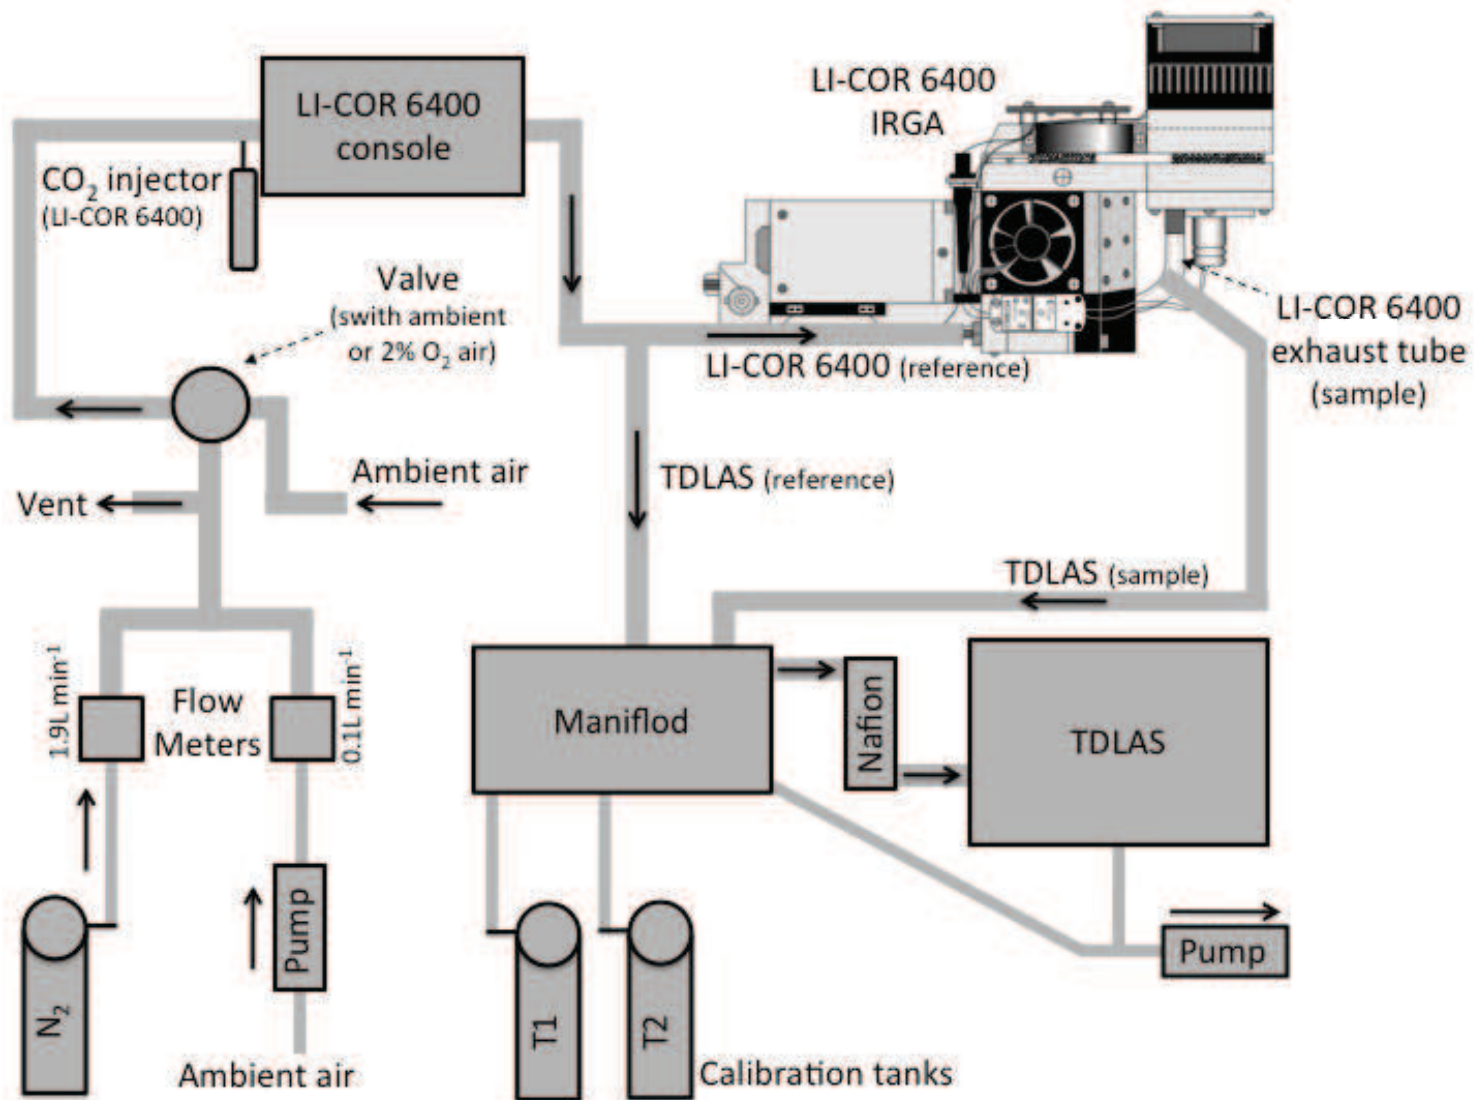 LI-COR 6400
console
LI-COR 6400
IRGA
CO₂ injector
(LI-COR 6400)
Valve
(swith ambient
or 2% O₂ air)
LI-COR 6400
exhaust tube
(sample)
LI-COR 6400 (reference)
Ambient air
TDLAS (reference)
Vent
TDLAS (sample)
1.9L min⁻¹
Flow
Meters
0.1L min⁻¹
Maniflod
Nafion
TDLAS
N₂
Pump
Pump
T1
T2
Ambient air
Calibration tanks